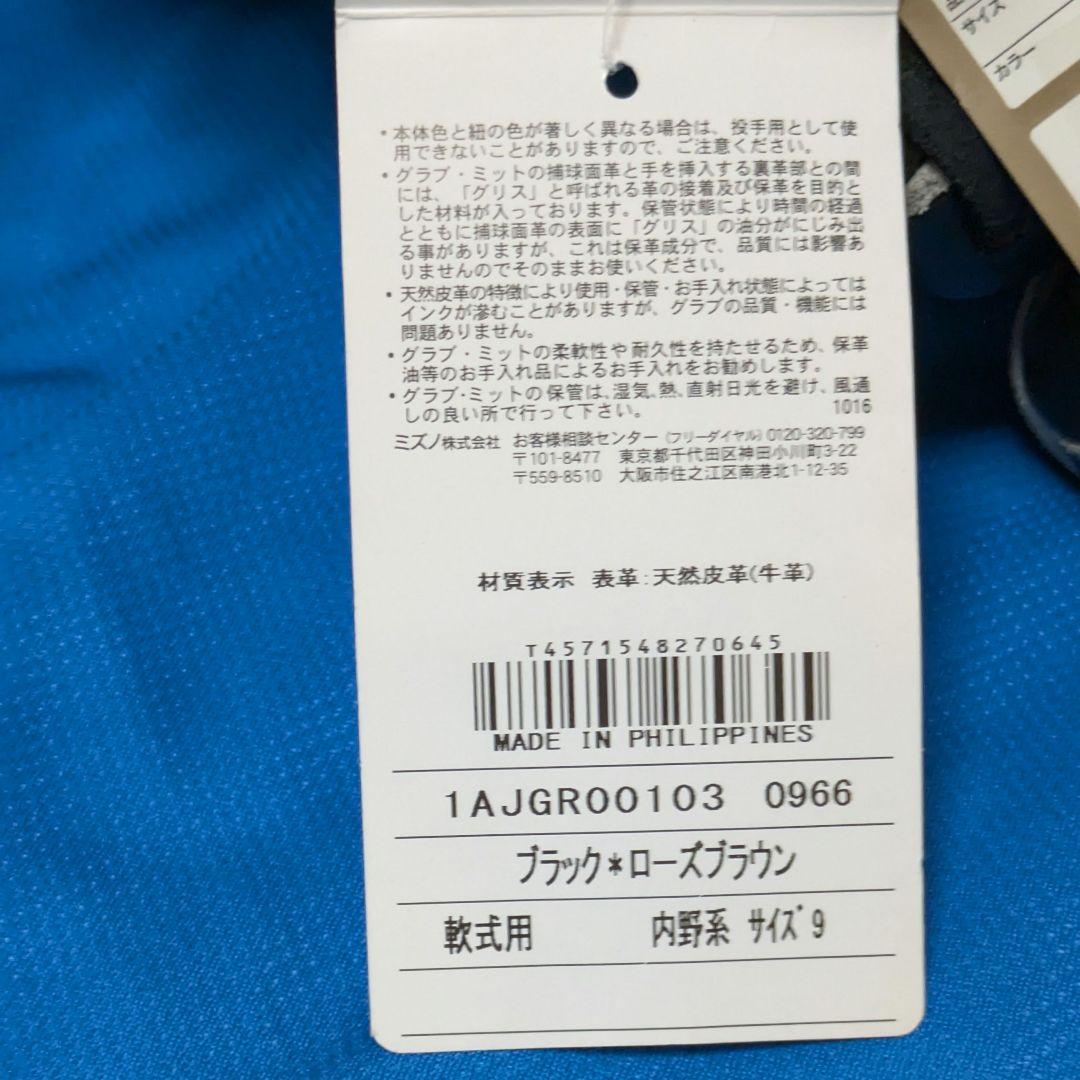 ・本体色と紐の色が著しく異なる場合は、投手用として使
用できないことがありますので、ご注意ください。
・グラブ・ミットの捕球面革と手を挿入する裏革部との間
には、「グリス」と呼ばれる革の接着及び保革を目的と
した材料が入っております。保管状態により時間の経過
とともに捕球面革の表面に「グリス」の油分がにじみ出
る事がありますが、これは保革成分で、品質には影響あ
りませんのでそのままお使いください。
・天然皮革の特徴により使用・保管・お手入れ状態によっては
インクが滲むことがありますが、グラブの品質・機能には
問題ありません。
・グラブ・ミットの柔軟性や耐久性を持たせるため、保革
油等のお手入れ品によるお手入れをお勧めします。
・グラブ・ミットの保管は、湿気、熱、直射日光を避け、風通
しの良い所で行って下さい。 1016
ミズノ株式会社 お客様相談センター（フリーダイヤル）0120-320-799
〒101-8477 東京都千代田区神田小川町3-22
〒559-8510 大阪市住之江区南港北1-12-35
材質表示 表革:天然皮革(牛革)
T4571548270645
MADE IN PHILIPPINES
1AJGR00103 0966
ブラック*ローズブラウン
軟式用 内野系 サイズ9
サイズ
カラー